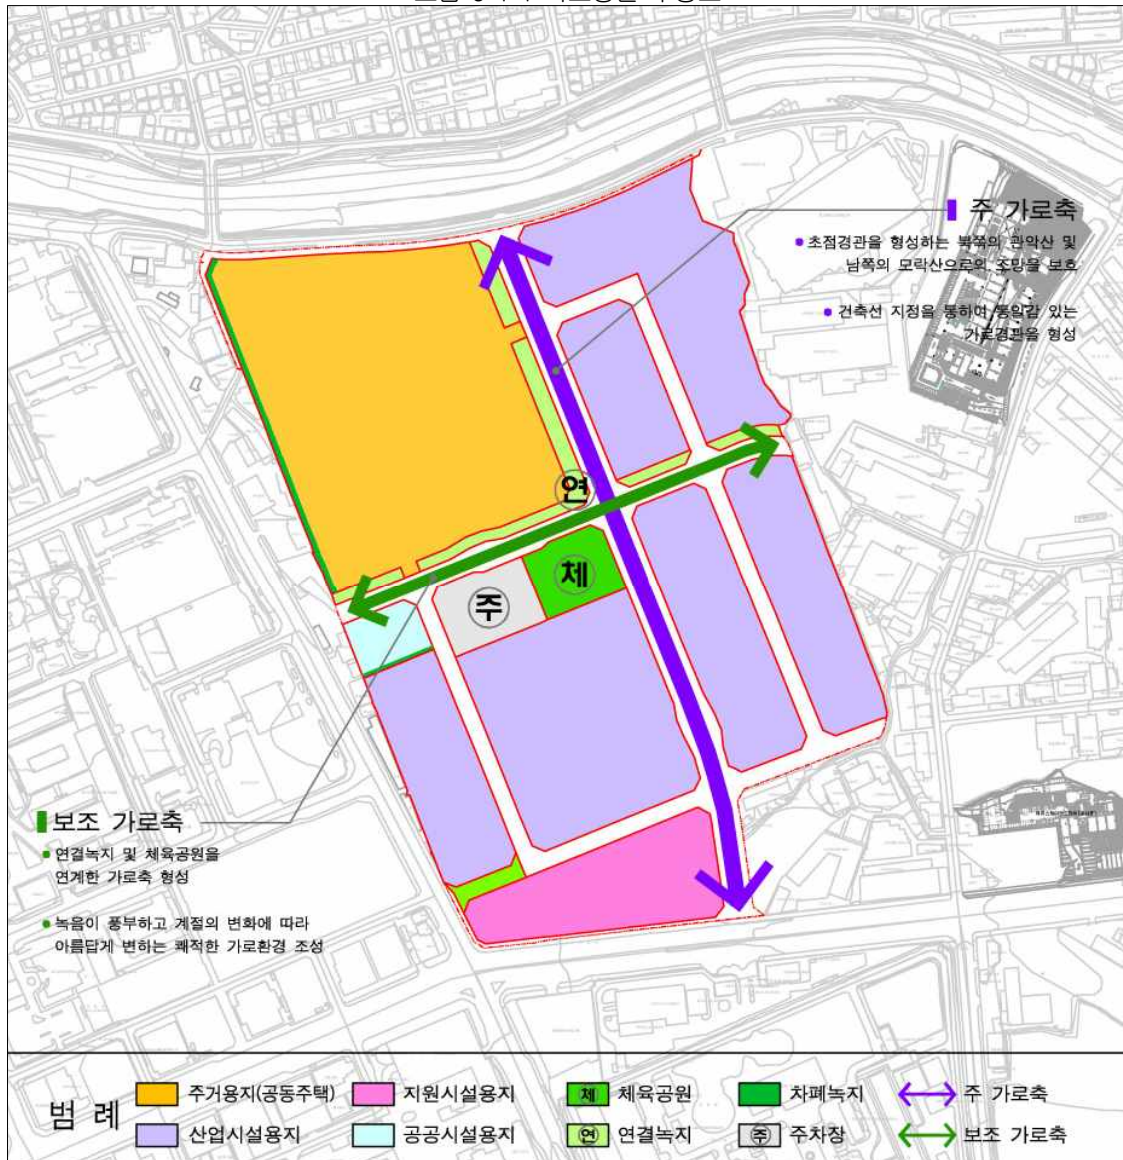 주 가로축
초점경관을 형성하는 북쪽의 관악산 및
남쪽의 모락산으로의 조망을 보호
건축선 지정을 통하여 통일감 있는
가로경관을 형성
연
체
주
보조 가로축
연결녹지 및 체육공원을
연계한 가로축 형성
녹음이 풍부하고 계절의 변화에 따라
아름답게 변하는 쾌적한 가로환경 조성
범 례
주거용지(공동주택)
지원시설용지
체 체육공원
차폐녹지
주 가로축
산업시설용지
공공시설용지
연 연결녹지
주 주차장
보조 가로축